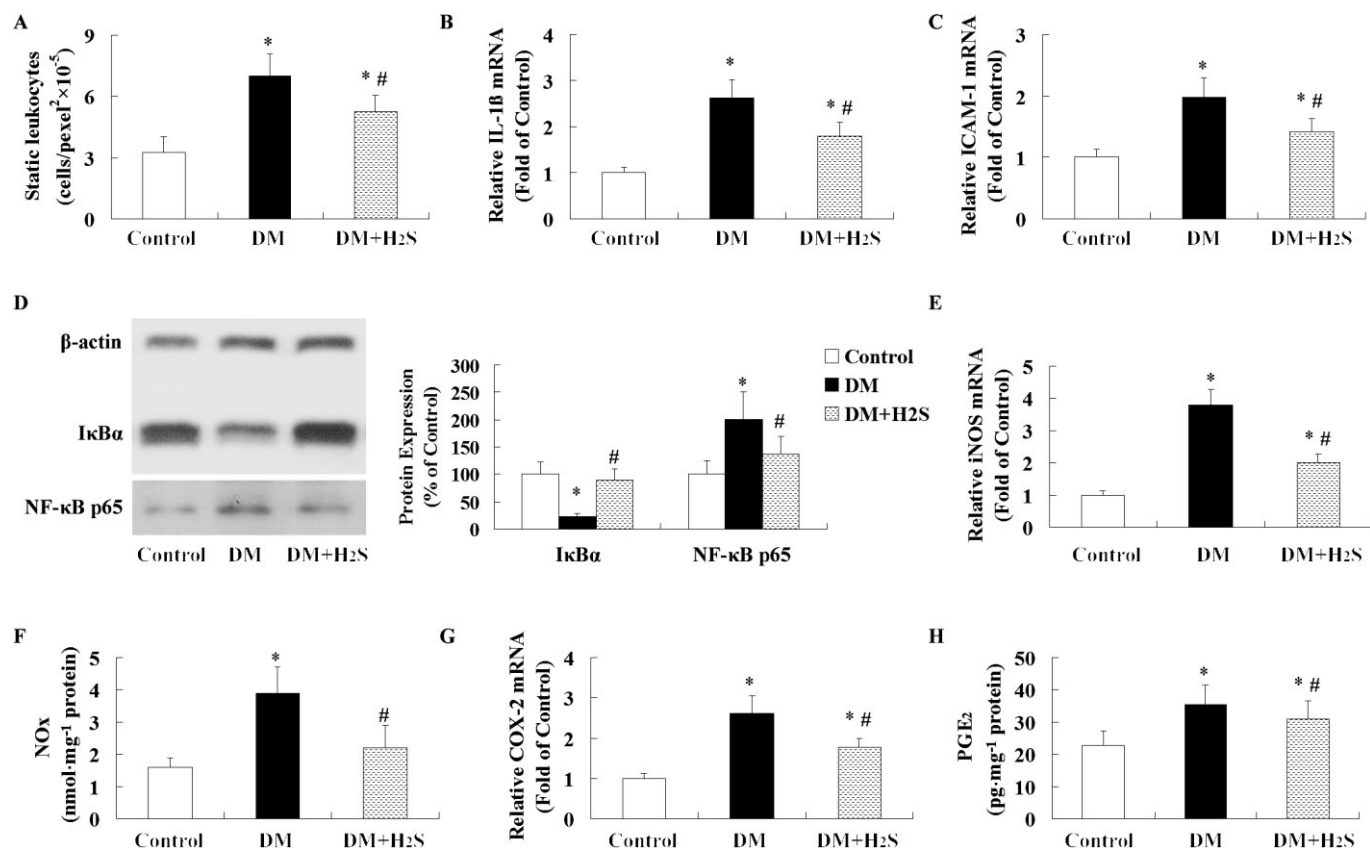 A
Static leukocytes
(cells/pexel²×10⁻⁵)
9
6
3
0
*
* #
Control DM DM+H2S
B
Relative IL-1ß mRNA
(Fold of Control)
4
3
2
1
0
*
* #
Control DM DM+H2S
C
Relative ICAM-1 mRNA
(Fold of Control)
3
2
1
0
*
* #
Control DM DM+H2S
D
β-actin
IκBα
NF-κB p65
Control DM DM+H2S
Protein Expression
(% of Control)
300
250
200
150
100
50
0
*
#
*
#
IκBα NF-κB p65
Control
DM
DM+H2S
E
Relative iNOS mRNA
(Fold of Control)
5
4
3
2
1
0
*
* #
Control DM DM+H2S
F
NOx
(nmol·mg⁻¹ protein)
5
4
3
2
1
0
*
#
Control DM DM+H2S
G
Relative COX-2 mRNA
(Fold of Control)
4
3
2
1
0
*
* #
Control DM DM+H2S
H
PGE₂
(pg·mg⁻¹ protein)
50
40
30
20
10
0
*
* #
Control DM DM+H2S